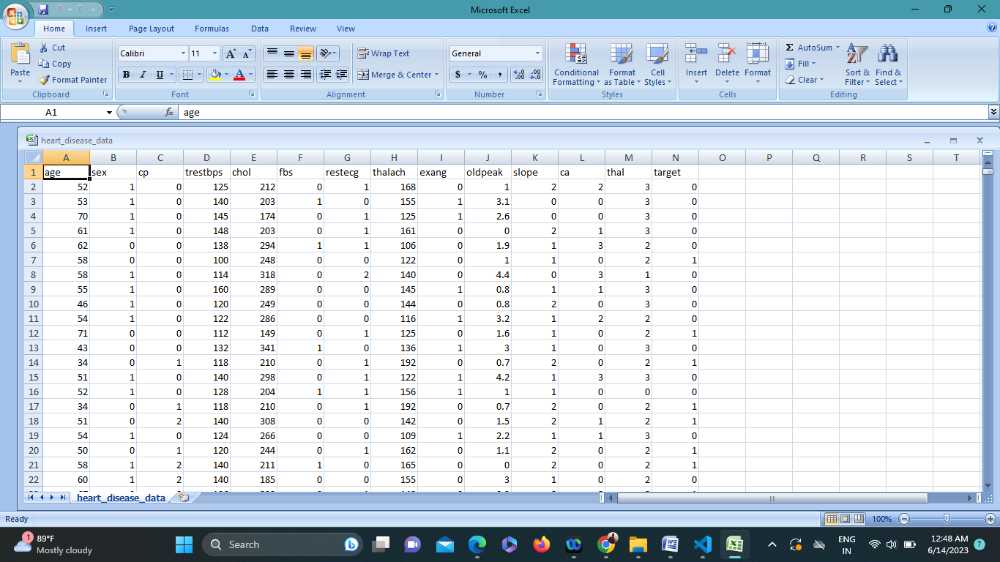 Microsoft Excel
Home Insert Page Layout Formulas Data Review View
Cut
Copy
Format Painter
Paste
Clipboard
Calibri 11
B I U
Font
Wrap Text
Merge & Center
Alignment
General
$ % ,
Number
Conditional Formatting
Format as Table
Cell Styles
Styles
Insert Delete Format
Cells
Σ AutoSum
Fill
Clear
Sort & Filter
Find & Select
Editing
A1 fx age
heart_disease_data
A B C D E F G H I J K L M N O P Q R S T
1 age sex cp trestbps chol fbs restecg thalach exang oldpeak slope ca thal target
2 52 1 0 125 212 0 1 168 0 1 2 2 3 0
3 53 1 0 140 203 1 0 155 1 3.1 0 0 3 0
4 70 1 0 145 174 0 1 125 1 2.6 0 0 3 0
5 61 1 0 148 203 0 1 161 0 0 2 1 3 0
6 62 0 0 138 294 1 1 106 0 1.9 1 3 2 0
7 58 0 0 100 248 0 0 122 0 1 1 0 2 1
8 58 1 0 114 318 0 2 140 0 4.4 0 3 1 0
9 55 1 0 160 289 0 0 145 1 0.8 1 1 3 0
10 46 1 0 120 249 0 0 144 0 0.8 2 0 3 0
11 54 1 0 122 286 0 0 116 1 3.2 1 2 2 0
12 71 0 0 112 149 0 1 125 0 1.6 1 0 2 1
13 43 0 0 132 341 1 0 136 1 3 1 0 3 0
14 34 0 1 118 210 0 1 192 0 0.7 2 0 2 1
15 51 1 0 140 298 0 1 122 1 4.2 1 3 3 0
16 52 1 0 128 204 1 1 156 1 1 1 0 0 0
17 34 0 1 118 210 0 1 192 0 0.7 2 0 2 1
18 51 0 2 140 308 0 0 142 0 1.5 2 1 2 1
19 54 1 0 124 266 0 0 109 1 2.2 1 1 3 0
20 50 0 1 120 244 0 1 162 0 1.1 2 0 2 1
21 58 1 2 140 211 1 0 165 0 0 2 0 2 1
22 60 1 2 140 185 0 0 155 0 3 1 0 2 0
heart_disease_data
Ready 100%
1
89°F
Mostly cloudy
Search
ENG
IN
12:48 AM
6/14/2023
7